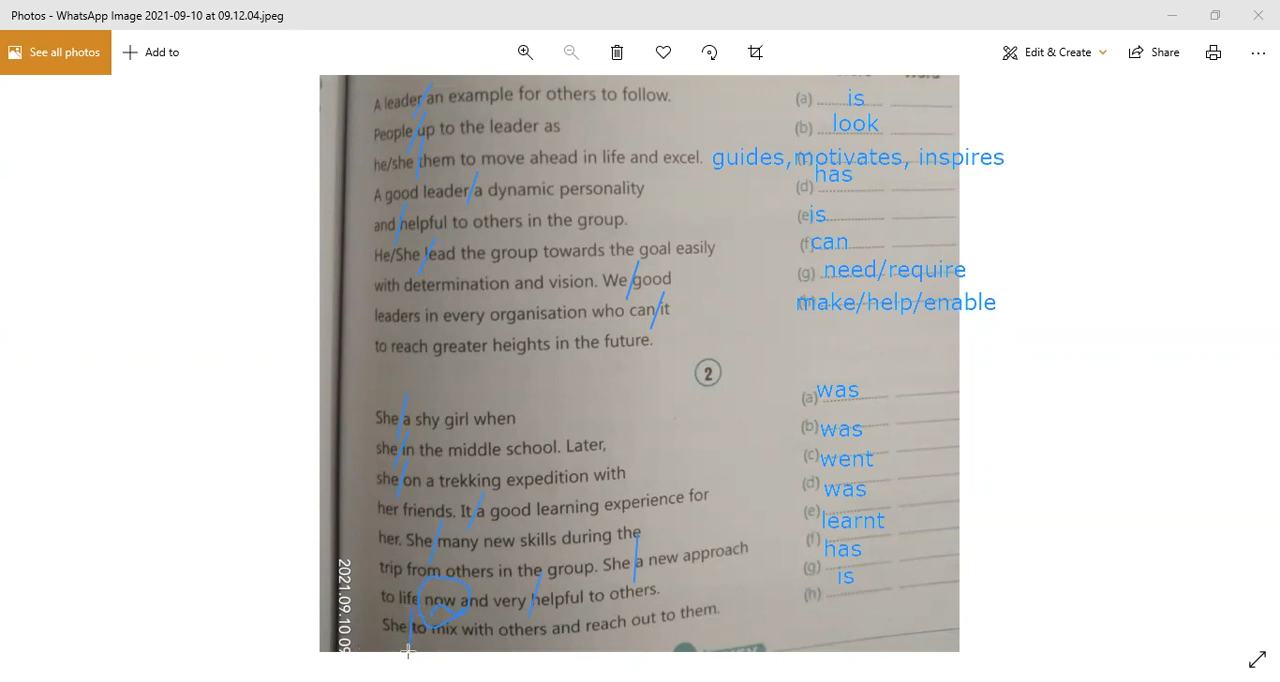 Photos - WhatsApp Image 2021-09-10 at 09.12.04.jpeg
See all photos + Add to Edit & Create Share
A leader an example for others to follow. (a) is
People up to the leader as (b) look
he/she them to move ahead in life and excel. guides,motivates, inspires
A good leader a dynamic personality (d) has
and helpful to others in the group. (e) is
He/She lead the group towards the goal easily (f) can
with determination and vision. We good (g) need/require
leaders in every organisation who can it make/help/enable
to reach greater heights in the future.
2
She a shy girl when (a) was
she in the middle school. Later, (b) was
she on a trekking expedition with (c) went
her friends. It a good learning experience for (d) was
her. She many new skills during the (e) learnt
trip from others in the group. She a new approach (f) has
to life now and very helpful to others. (g) is
She to mix with others and reach out to them. (h)
2021.09.10 09